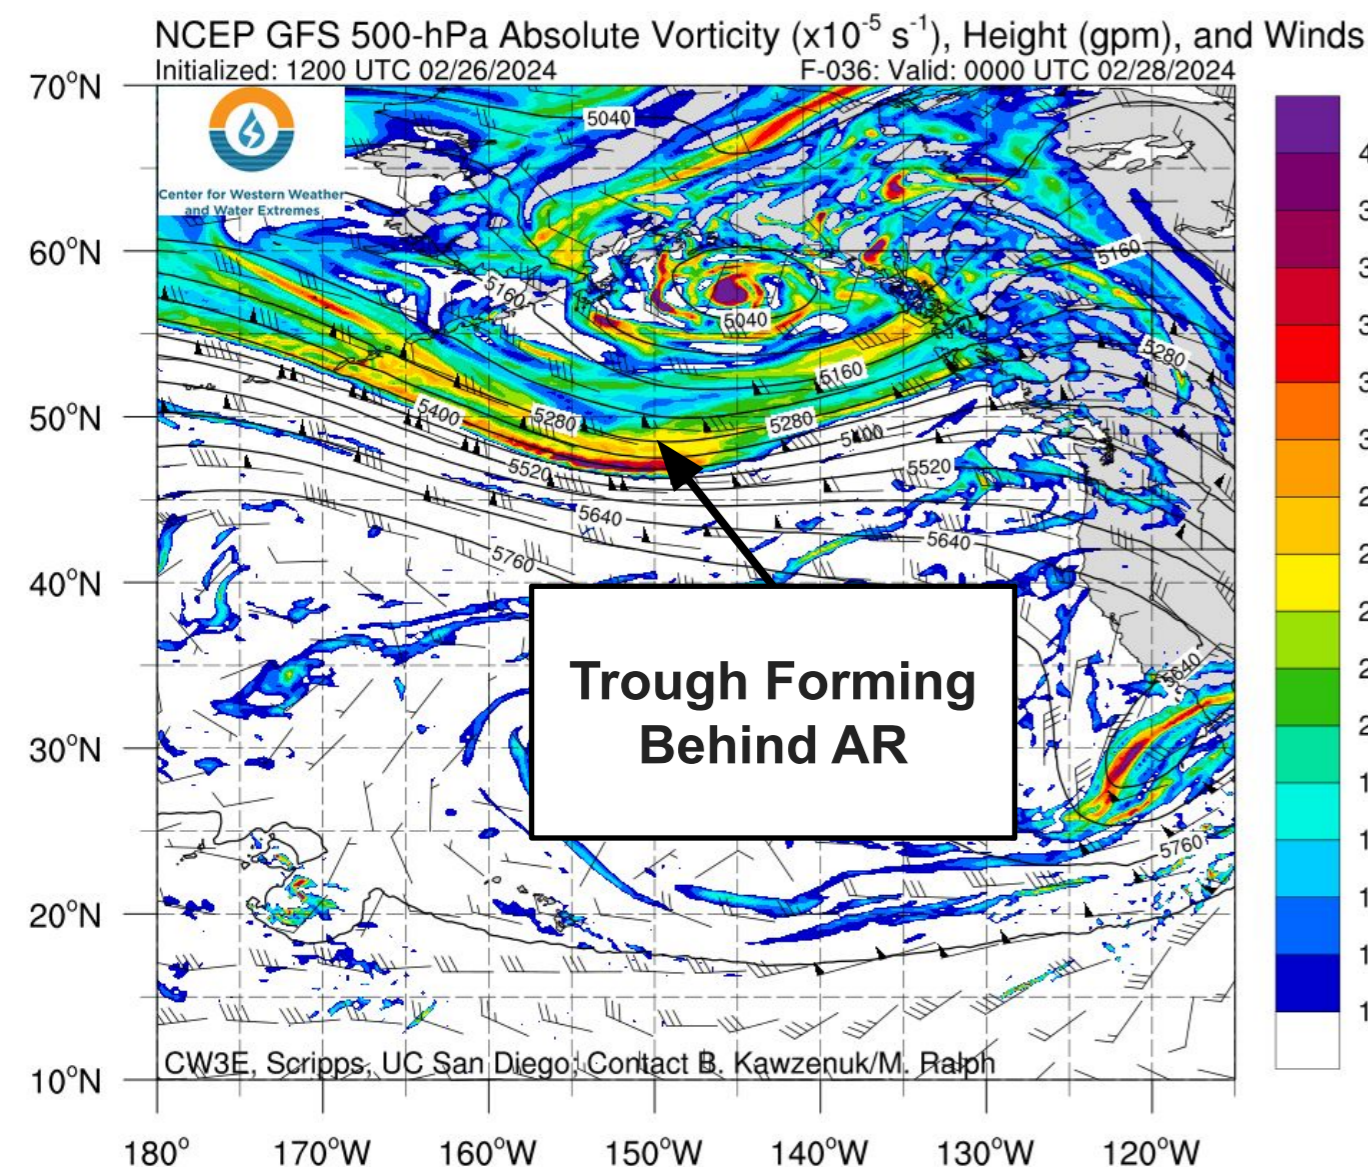 NCEP GFS 500-hPa Absolute Vorticity (x10⁻⁵ s⁻¹), Height (gpm), and Winds
Initialized: 1200 UTC 02/26/2024
F-036: Valid: 0000 UTC 02/28/2024
70°N
Center for Western Weather
and Water Extremes
5040
60°N
5160
5160
5040
5280
5160
50°N
5400
5280
5280
5400
5520
5520
5640
5640
5760
40°N
Trough Forming
Behind AR
5640
30°N
5760
20°N
CW3E, Scripps, UC San Diego; Contact B. Kawzenuk/M. Ralph
10°N
180°
170°W
160°W
150°W
140°W
130°W
120°W